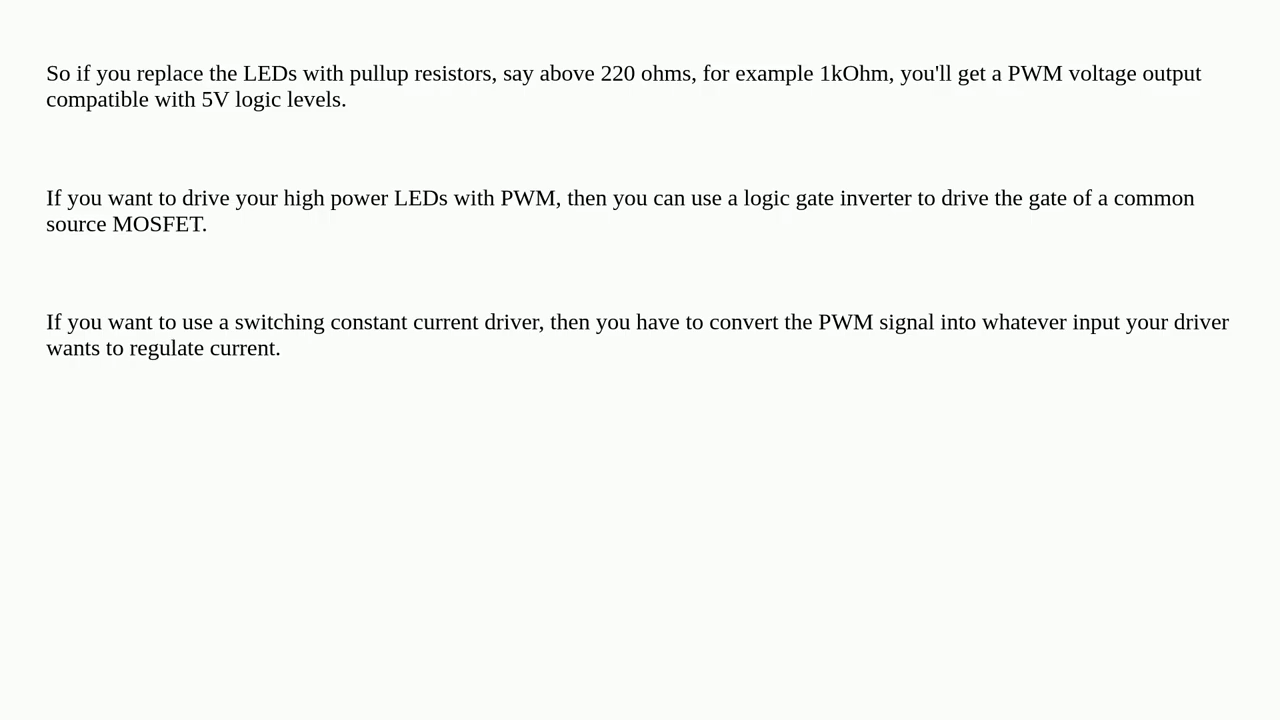 So if you replace the LEDs with pullup resistors, say above 220 ohms, for example 1kOhm, you'll get a PWM voltage output
compatible with 5V logic levels.
If you want to drive your high power LEDs with PWM, then you can use a logic gate inverter to drive the gate of a common
source MOSFET.
If you want to use a switching constant current driver, then you have to convert the PWM signal into whatever input your driver
wants to regulate current.